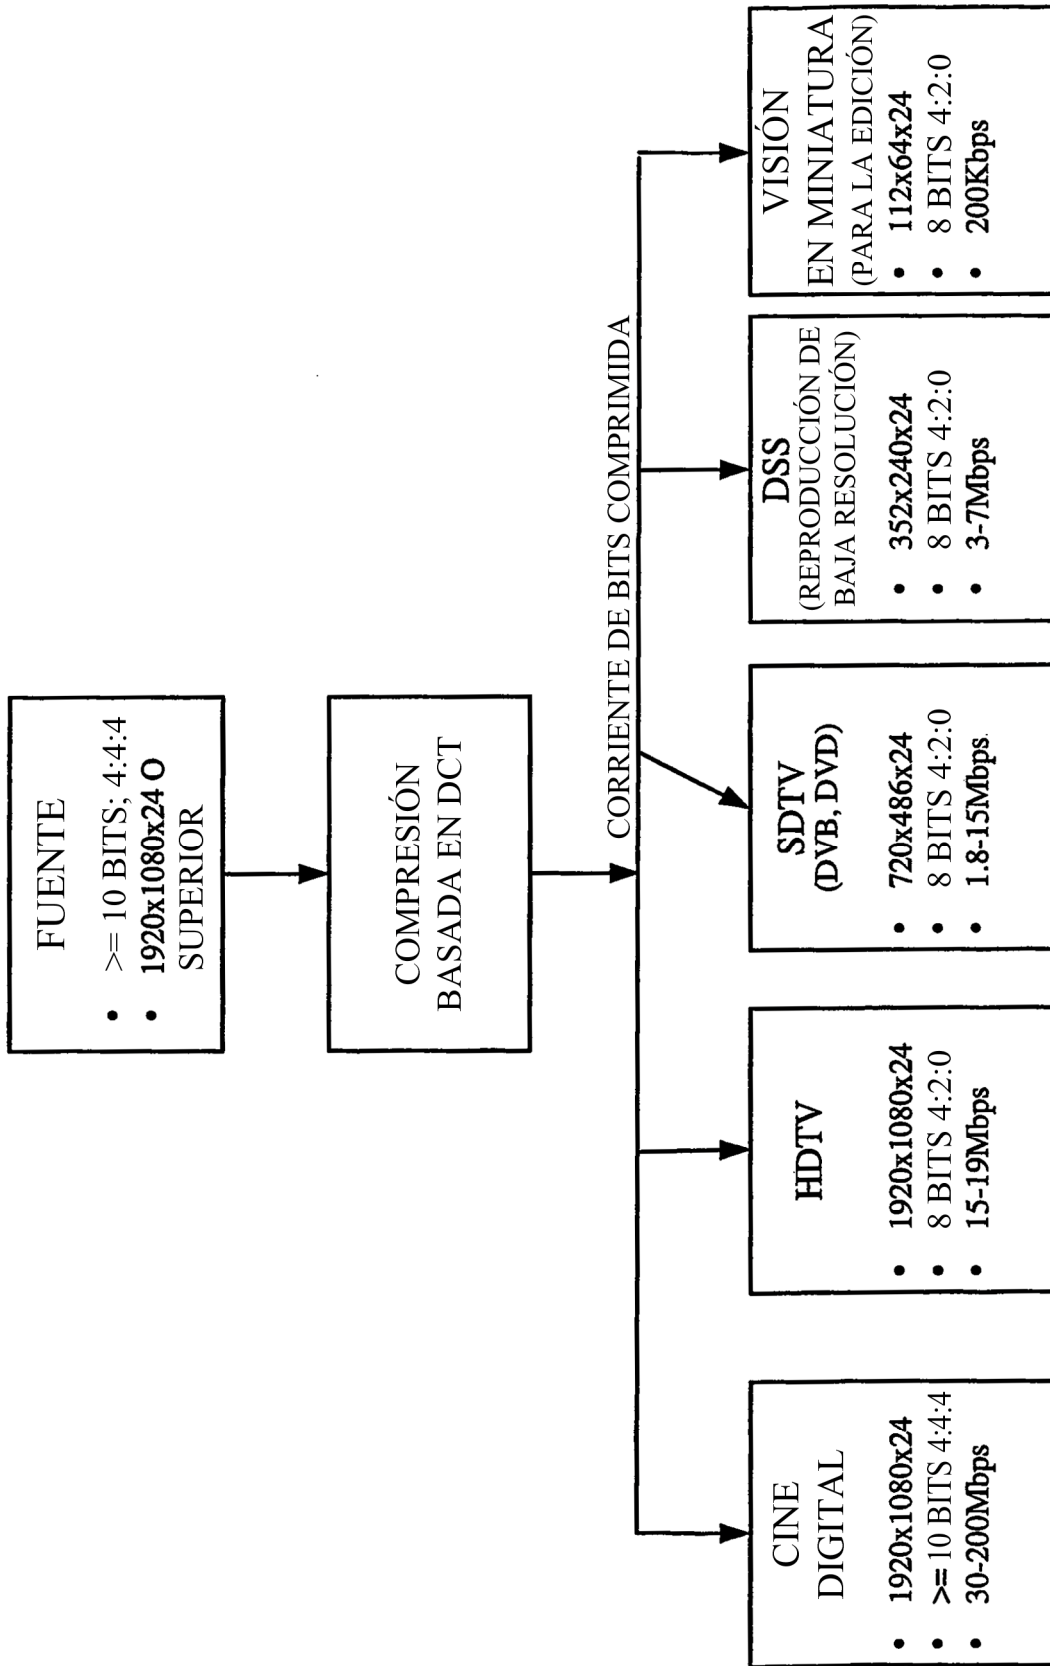 FUENTE
• >= 10 BITS; 4:4:4
• 1920x1080x24 O
SUPERIOR
COMPRESIÓN
BASADA EN DCT
CORRIENTE DE BITS COMPRIMIDA
CINE
DIGITAL
• 1920x1080x24
• >= 10 BITS 4:4:4
• 30-200Mbps
HDTV
• 1920x1080x24
• 8 BITS 4:2:0
• 15-19Mbps
SDTV
(DVB, DVD)
• 720x486x24
• 8 BITS 4:2:0
• 1.8-15Mbps
DSS
(REPRODUCCIÓN DE
BAJA RESOLUCIÓN)
• 352x240x24
• 8 BITS 4:2:0
• 3-7Mbps
VISIÓN
EN MINIATURA
(PARA LA EDICIÓN)
• 112x64x24
• 8 BITS 4:2:0
• 200Kbps